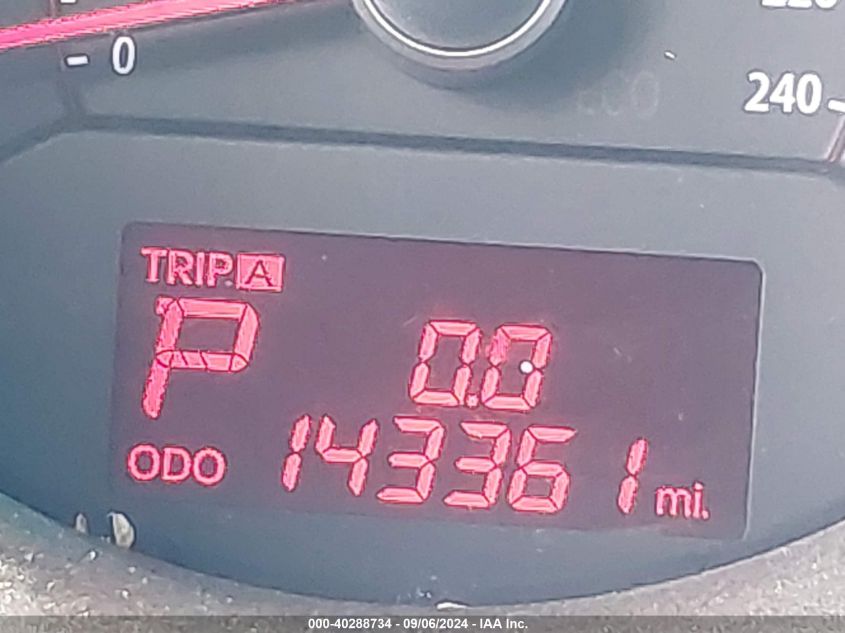 0
240
TRIP A
P 0.0
ODO 143361 mi.
000-40288734 - 09/06/2024 - IAA Inc.